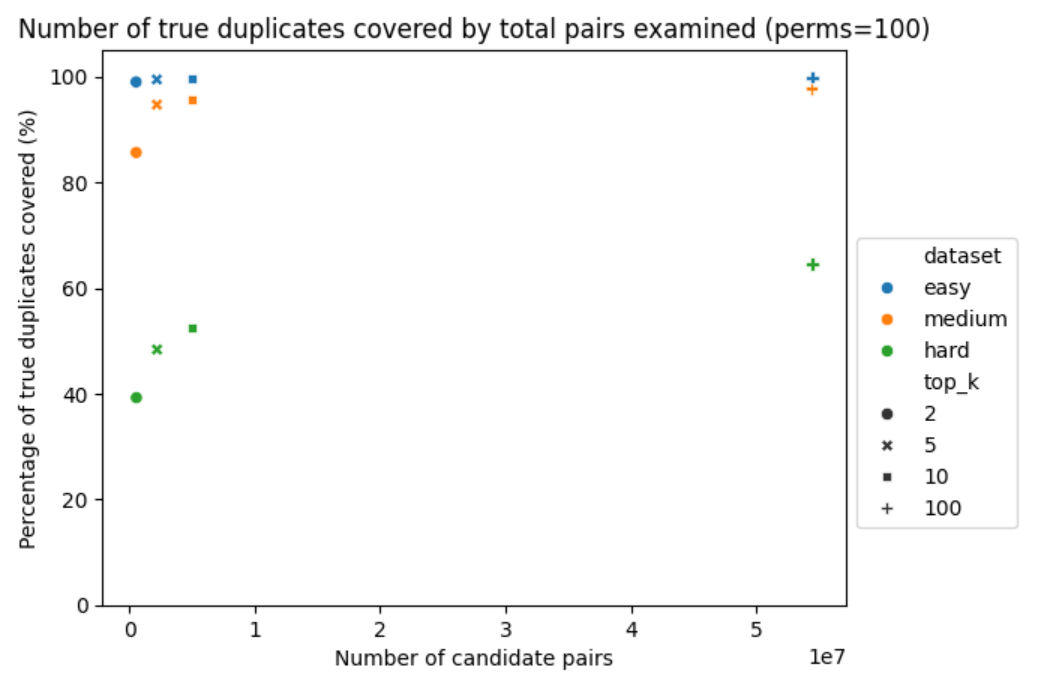 Number of true duplicates covered by total pairs examined (perms=100)
Percentage of true duplicates covered (%)
100
80
60
40
20
0
0 1 2 3 4 5
1e7
Number of candidate pairs
dataset
easy
medium
hard
top_k
2
5
10
100